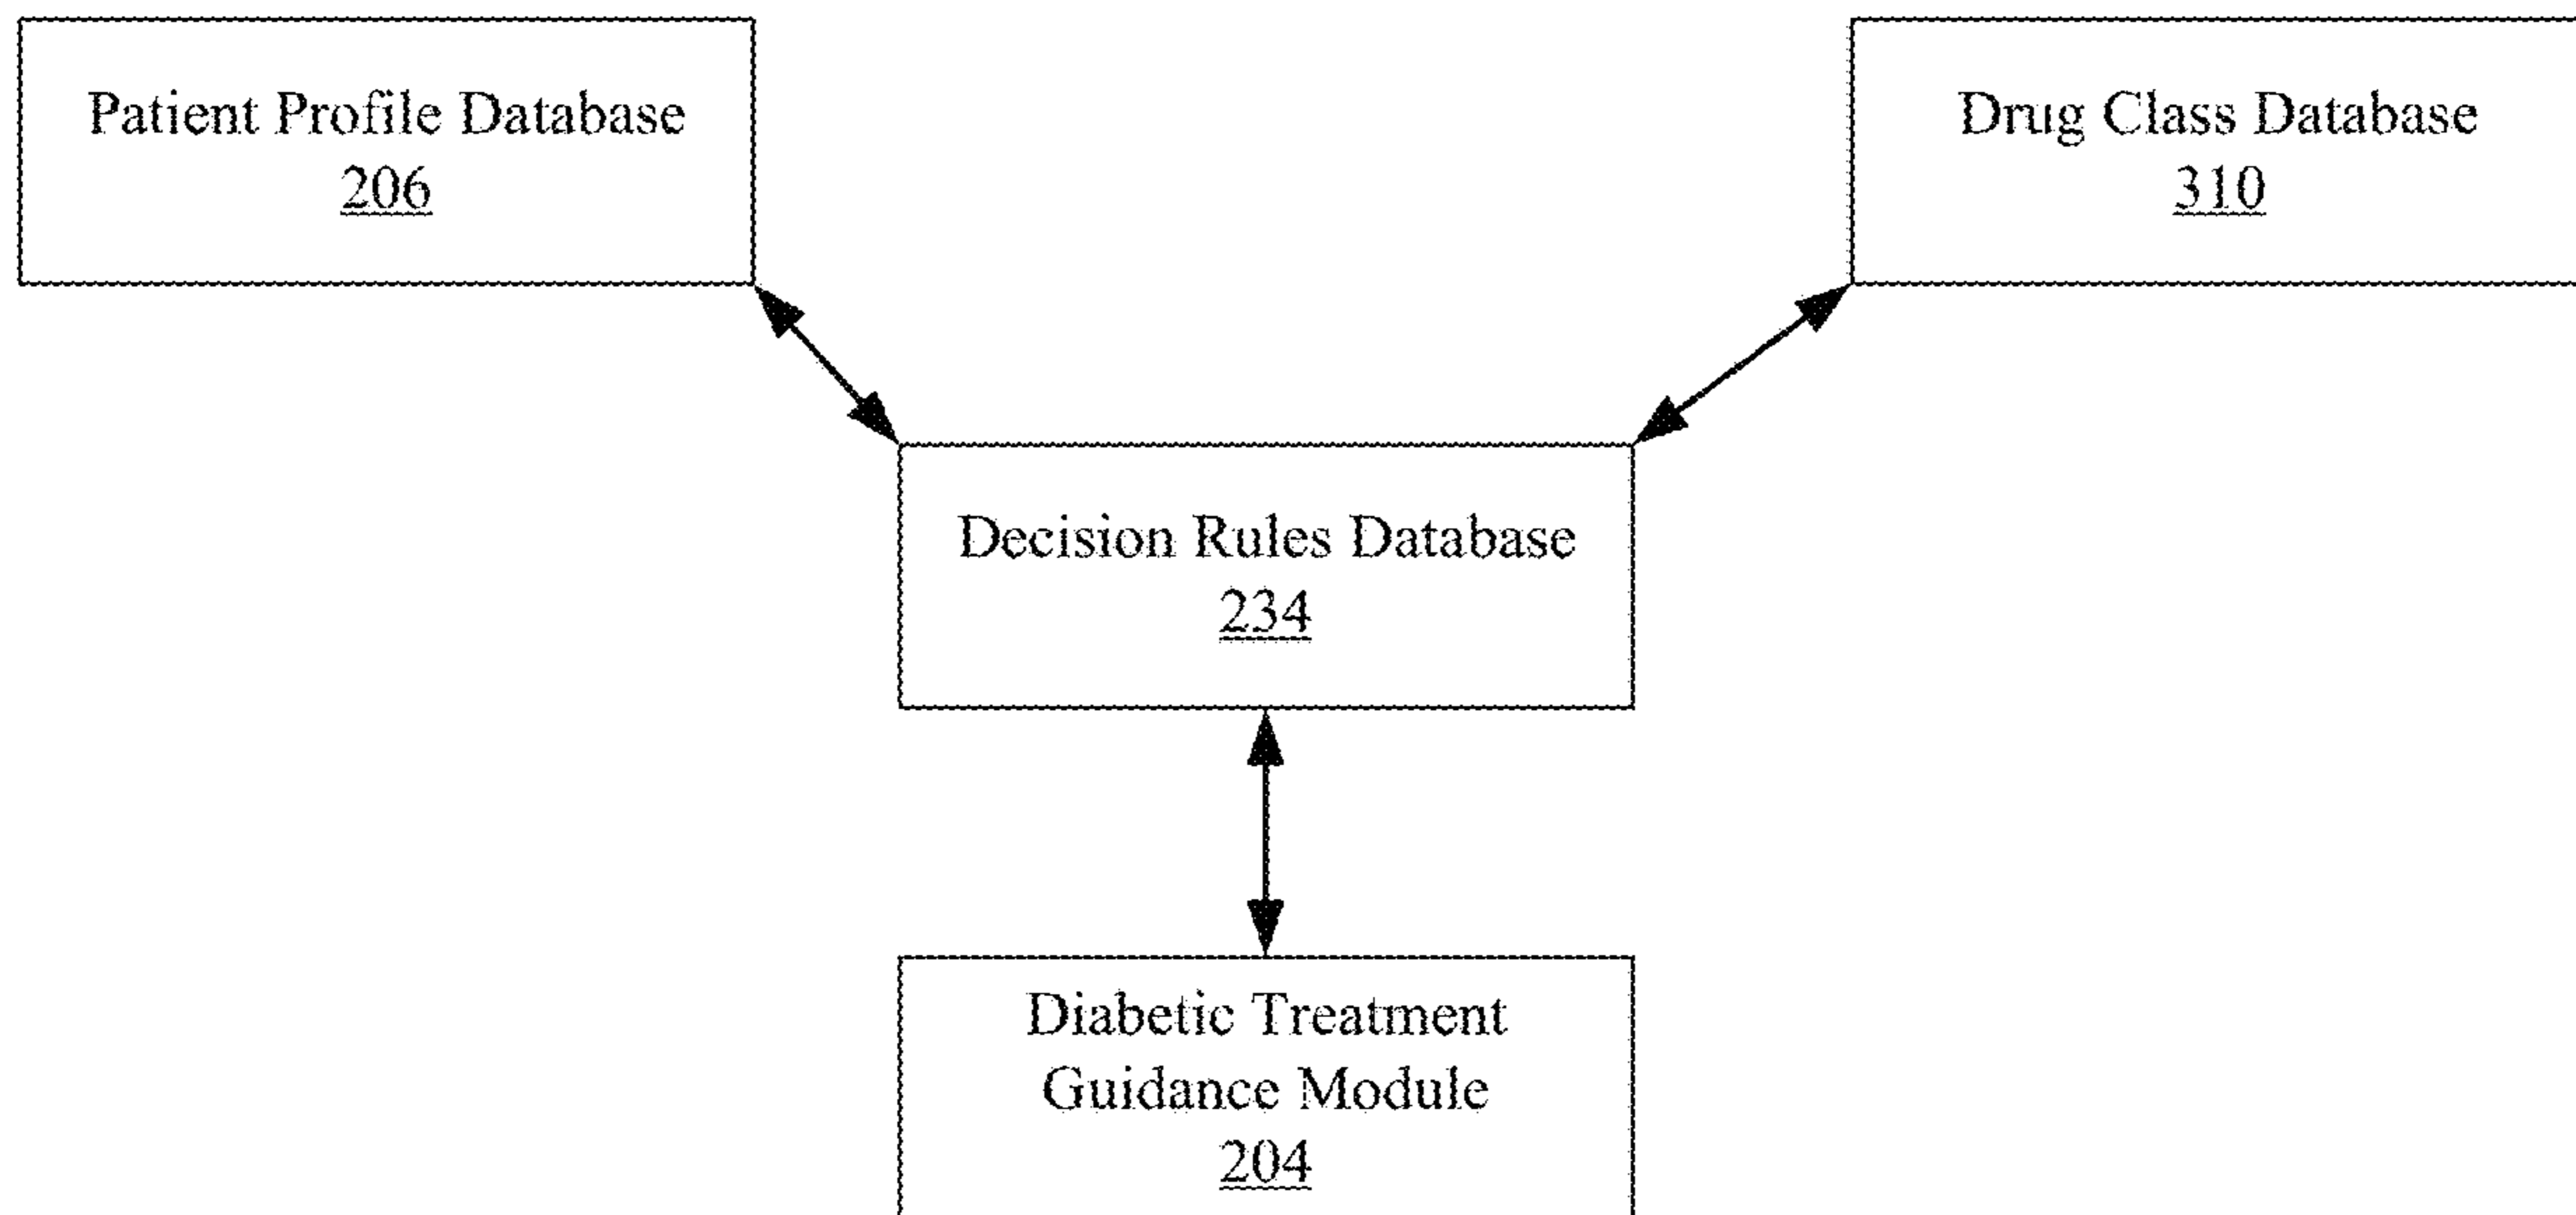 Patient Profile Database
206
Drug Class Database
310
Decision Rules Database
234
Diabetic Treatment
Guidance Module
204